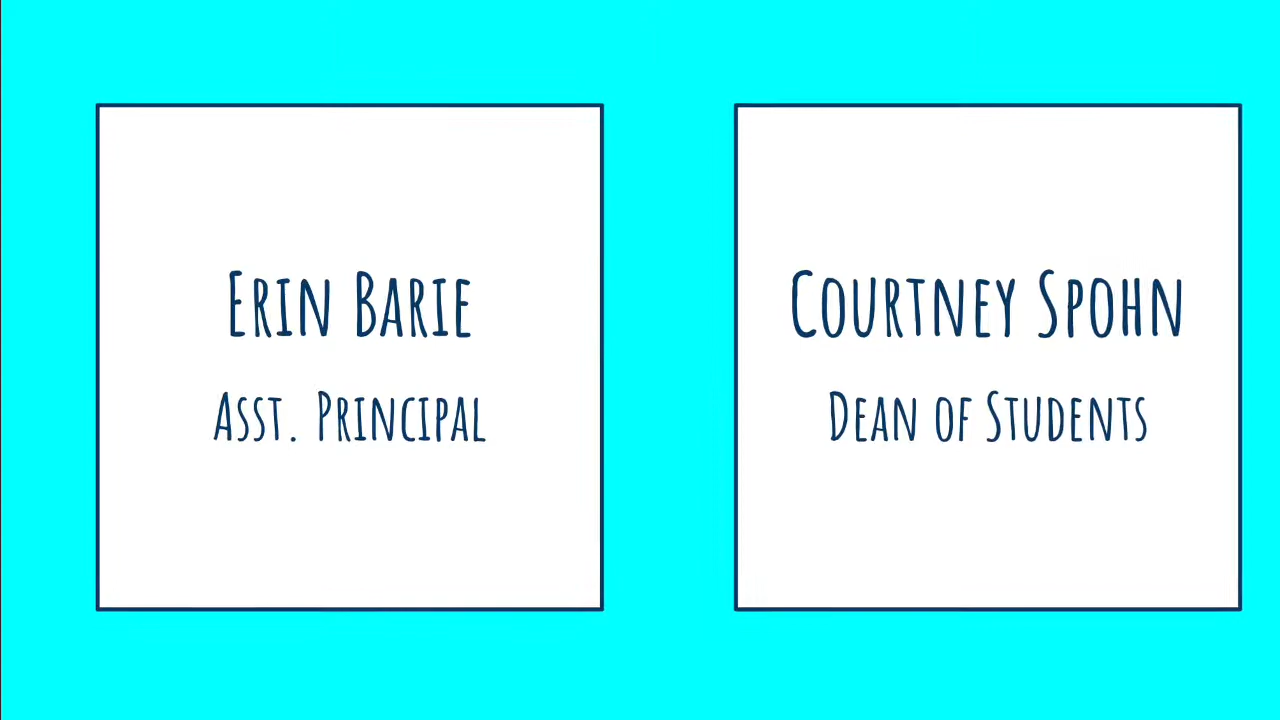 Erin Barie
Asst. Principal
Courtney Spohn
Dean of Students